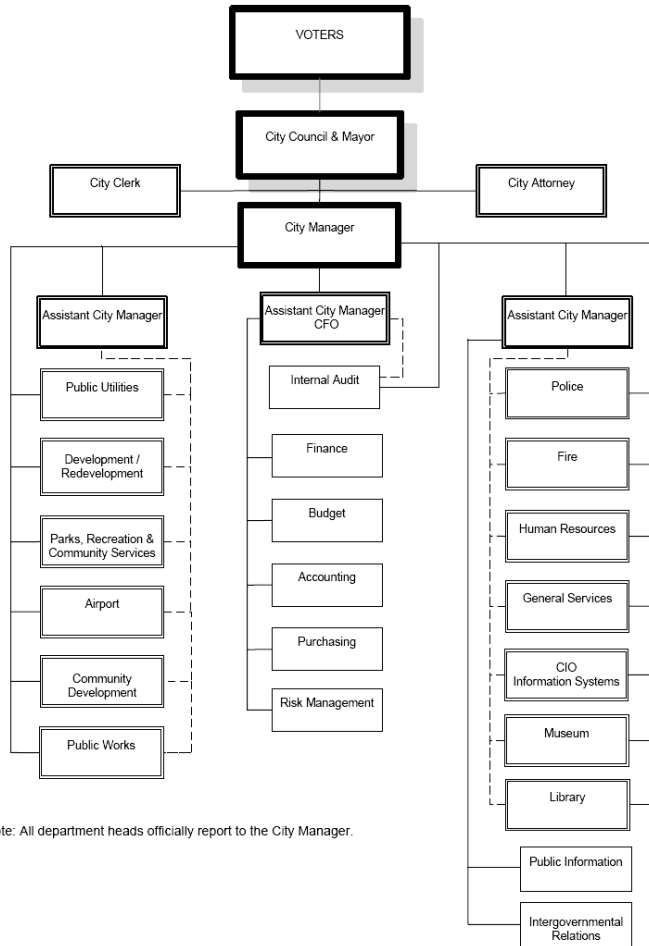 VOTERS
City Council & Mayor
City Clerk
City Attorney
City Manager
Assistant City Manager
Assistant City Manager
CFO
Assistant City Manager
Public Utilities
Development /
Redevelopment
Parks, Recreation &
Community Services
Airport
Community
Development
Public Works
Internal Audit
Finance
Budget
Accounting
Purchasing
Risk Management
Police
Fire
Human Resources
General Services
CIO
Information Systems
Museum
Library
Public Information
Intergovernmental
Relations
te: All department heads officially report to the City Manager.